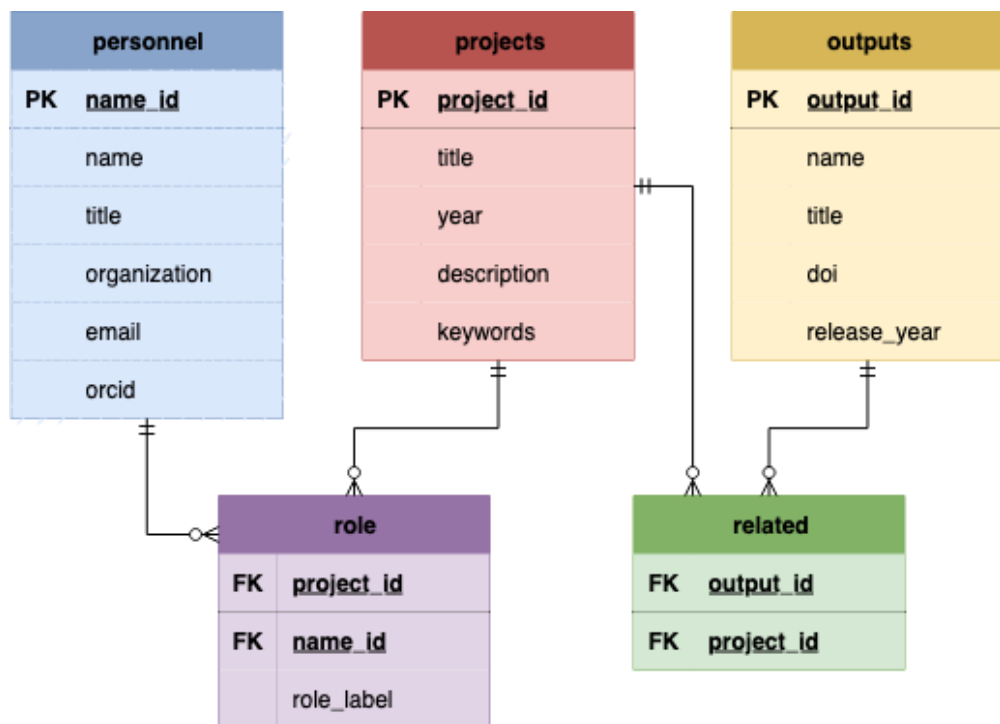 personnel
PK name_id
name
title
organization
email
orcid
projects
PK project_id
title
year
description
keywords
outputs
PK output_id
name
title
doi
release_year
role
FK project_id
FK name_id
role_label
related
FK output_id
FK project_id